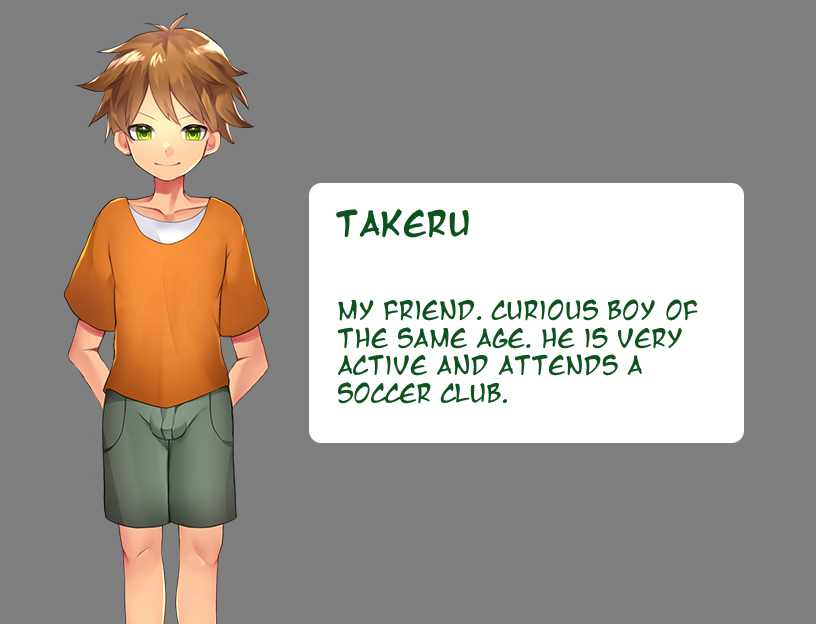 TAKERU
MY FRIEND. CURIOUS BOY OF
THE SAME AGE. HE IS VERY
ACTIVE AND ATTENDS A
SOCCER CLUB.